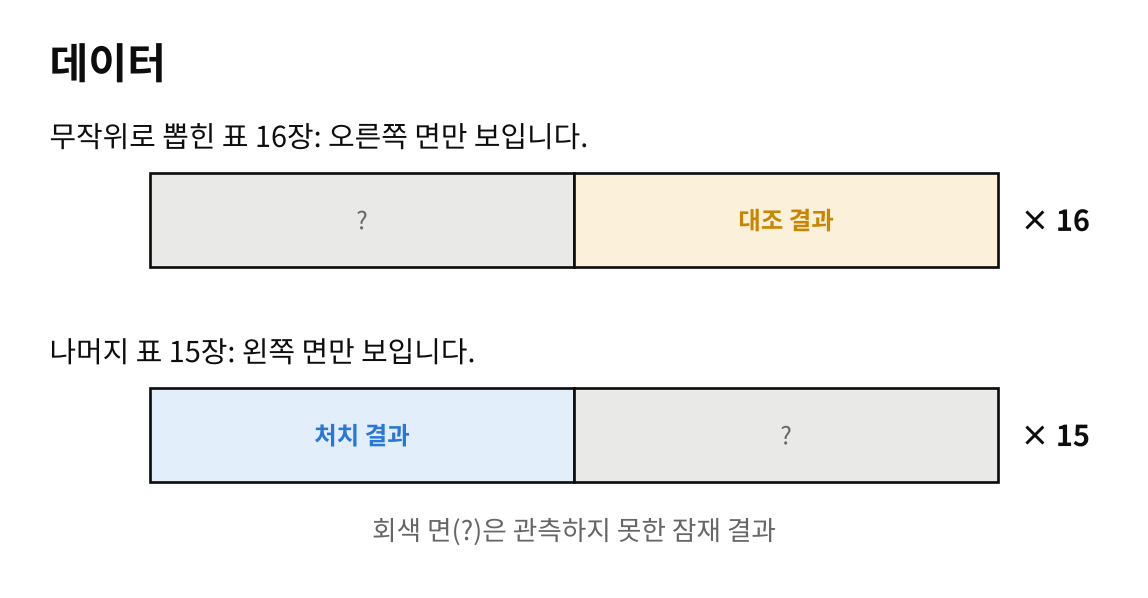 데이터
무작위로 뽑힌 표 16장: 오른쪽 면만 보입니다.
?
대조 결과
× 16
나머지 표 15장: 왼쪽 면만 보입니다.
처치 결과
?
× 15
회색 면(?)은 관측하지 못한 잠재 결과